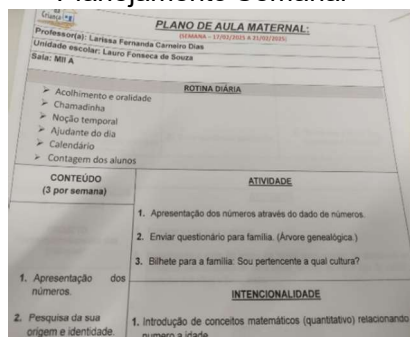 Planejamento Semanal
Criança
PLANO DE AULA MATERNAL:
(SEMANA – 17/02/2025 A 21/02/2025)
Professor(a): Larissa Fernanda Carneiro Dias
Unidade escolar: Lauro Fonseca de Souza
Sala: MII A
ROTINA DIÁRIA
➢ Acolhimento e oralidade
➢ Chamadinha
➢ Noção temporal
➢ Ajudante do dia
➢ Calendário
➢ Contagem dos alunos
CONTEÚDO
(3 por semana)
ATIVIDADE
1. Apresentação dos números através do dado de números.
2. Enviar questionário para família. (Árvore genealógica.)
3. Bilhete para a família: Sou pertencente a qual cultura?
1. Apresentação dos
números.
2. Pesquisa da sua
origem e identidade.
INTENCIONALIDADE
1. Introdução de conceitos matemáticos (quantitativo) relacionando
numero a idade